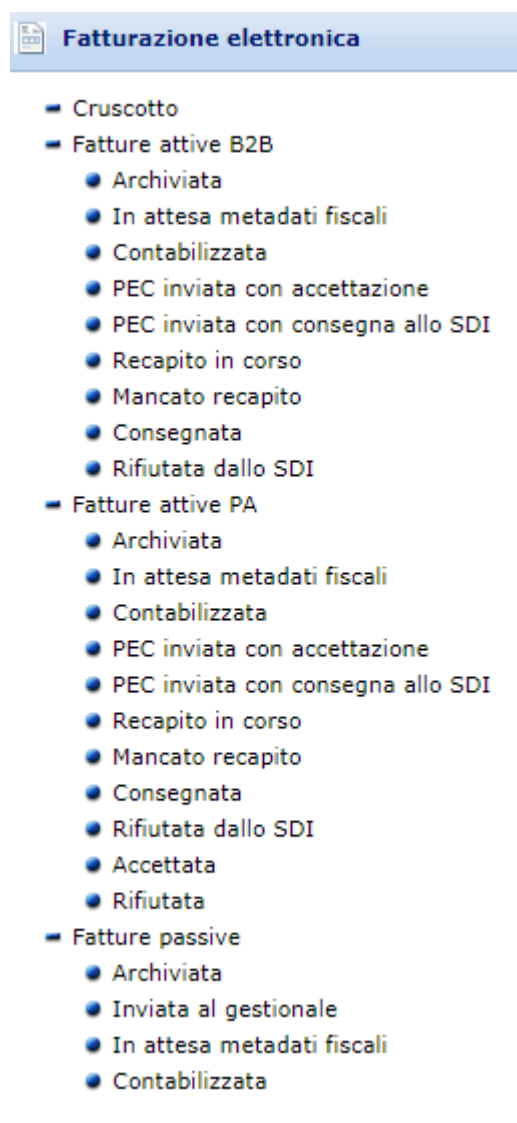 Fatturazione elettronica
Cruscotto
Fatture attive B2B
Archiviata
In attesa metadati fiscali
Contabilizzata
PEC inviata con accettazione
PEC inviata con consegna allo SDI
Recapito in corso
Mancato recapito
Consegnata
Rifiutata dallo SDI
Fatture attive PA
Archiviata
In attesa metadati fiscali
Contabilizzata
PEC inviata con accettazione
PEC inviata con consegna allo SDI
Recapito in corso
Mancato recapito
Consegnata
Rifiutata dallo SDI
Accettata
Rifiutata
Fatture passive
Archiviata
Inviata al gestionale
In attesa metadati fiscali
Contabilizzata